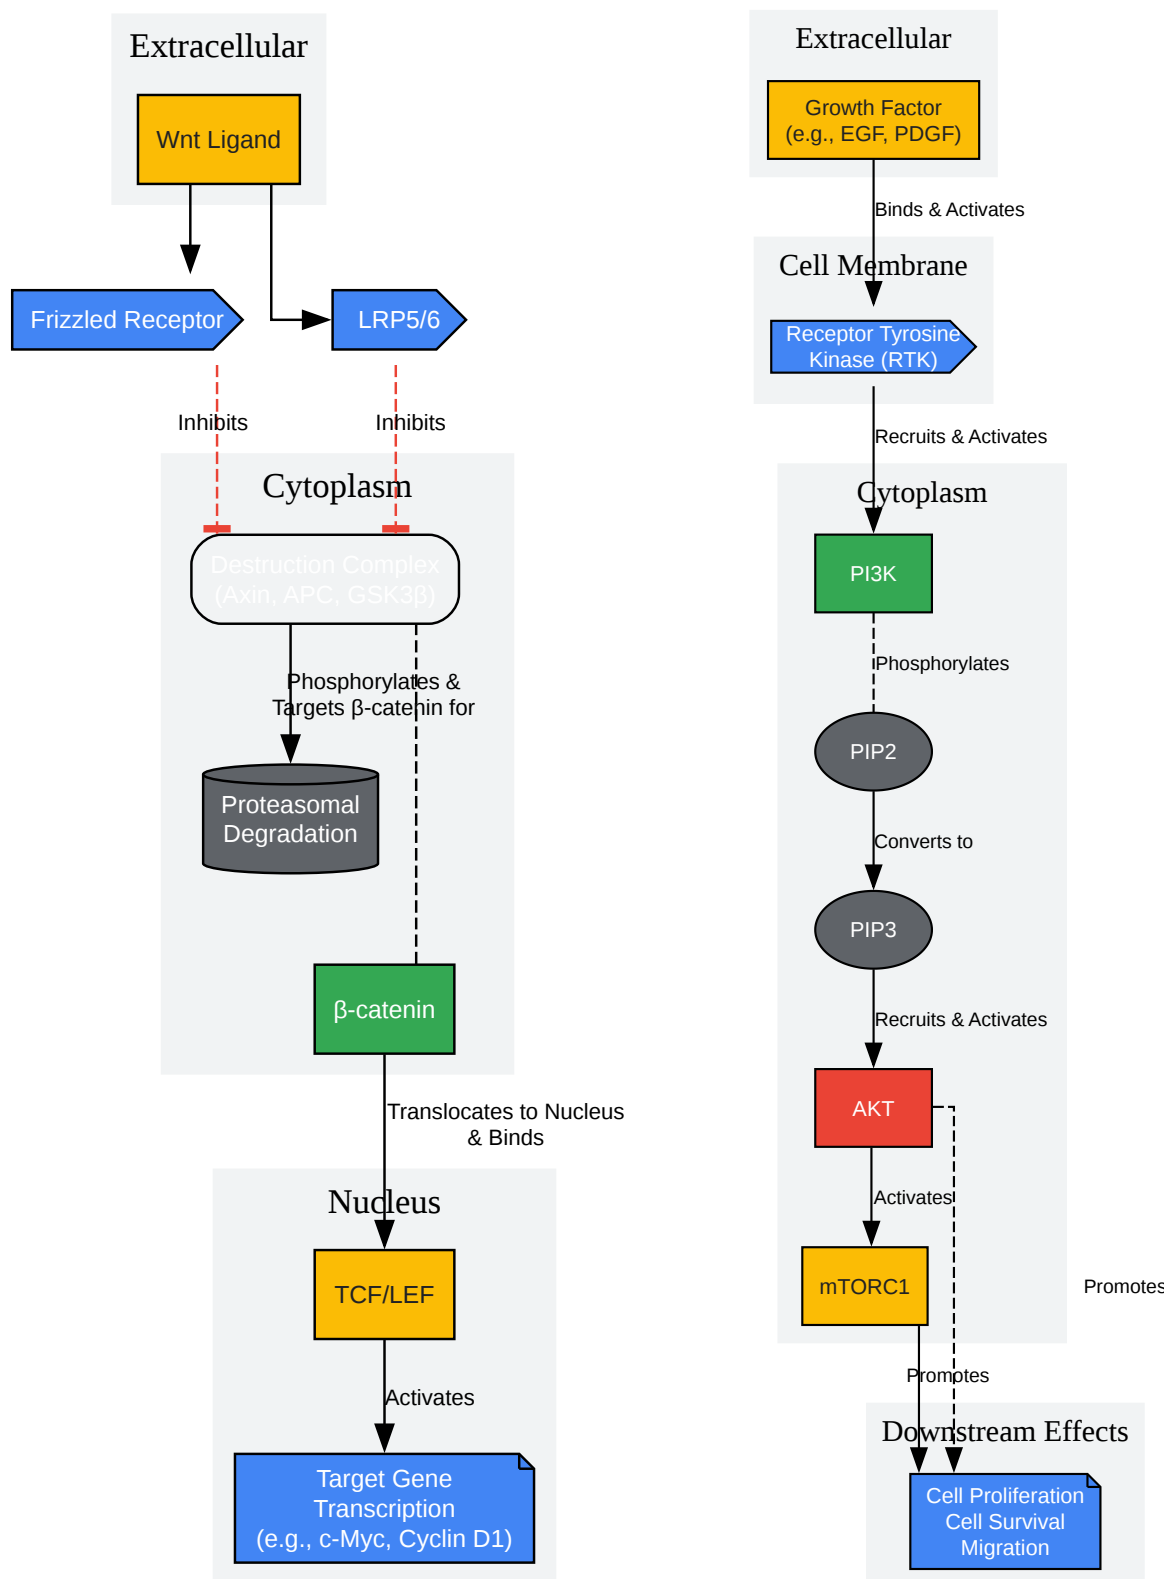 Extracellular
Wnt Ligand
Frizzled Receptor
LRP5/6
Inhibits
Inhibits
Cytoplasm
Destruction Complex
(Axin, APC, GSK3β)
Phosphorylates &
Targets β-catenin for
Proteasomal
Degradation
β-catenin
Translocates to Nucleus
& Binds
Nucleus
TCF/LEF
Activates
Target Gene
Transcription
(e.g., c-Myc, Cyclin D1)
Extracellular
Growth Factor
(e.g., EGF, PDGF)
Binds & Activates
Cell Membrane
Receptor Tyrosine
Kinase (RTK)
Recruits & Activates
Cytoplasm
PI3K
Phosphorylates
PIP2
Converts to
PIP3
Recruits & Activates
AKT
Activates
mTORC1
Promotes
Promotes
Downstream Effects
Cell Proliferation
Cell Survival
Migration